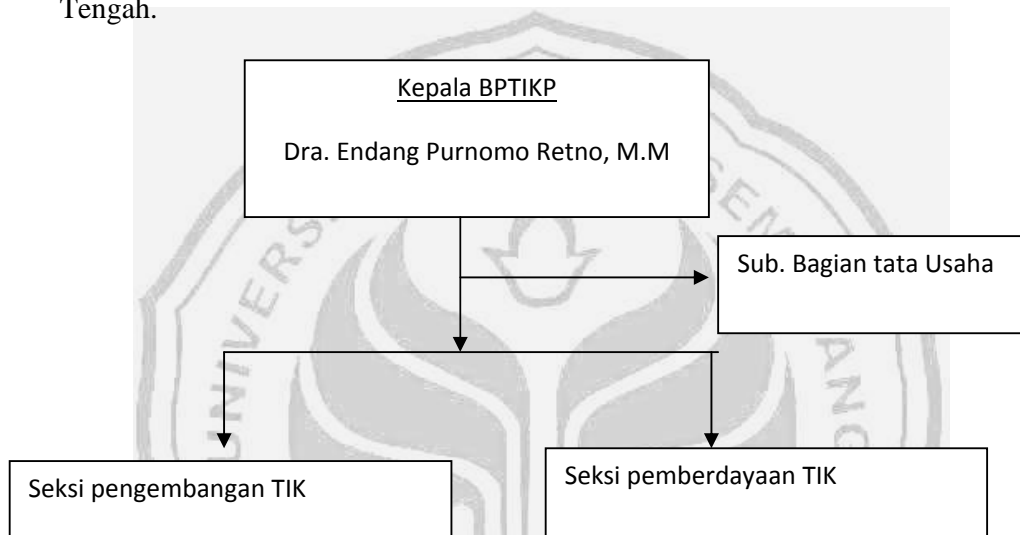 Tengah.
Kepala BPTIKP
Dra. Endang Purnomo Retno, M.M
Sub. Bagian tata Usaha
Seksi pengembangan TIK
Seksi pemberdayaan TIK